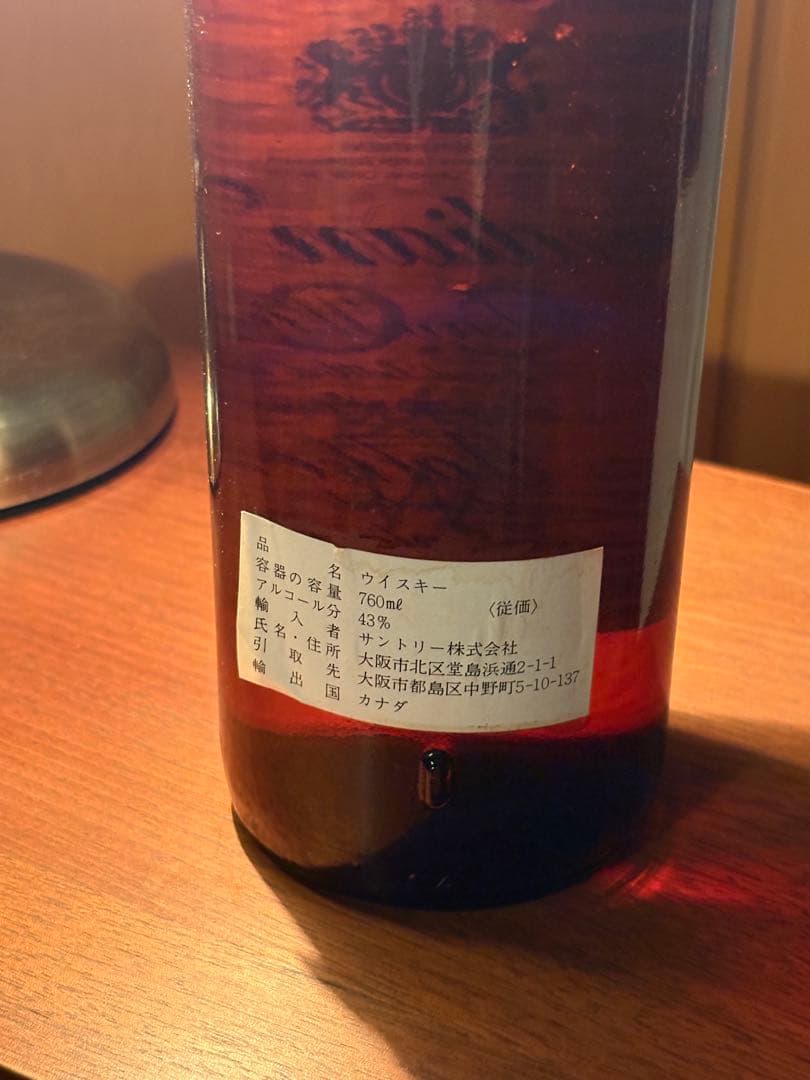 品名 ウイスキー
容器の容量 760mℓ 〈従価〉
アルコール分 43%
輸入者 サントリー株式会社
氏名・住所 大阪市北区堂島浜通2-1-1
引取先 大阪市都島区中野町5-10-137
輸出国 カナダ